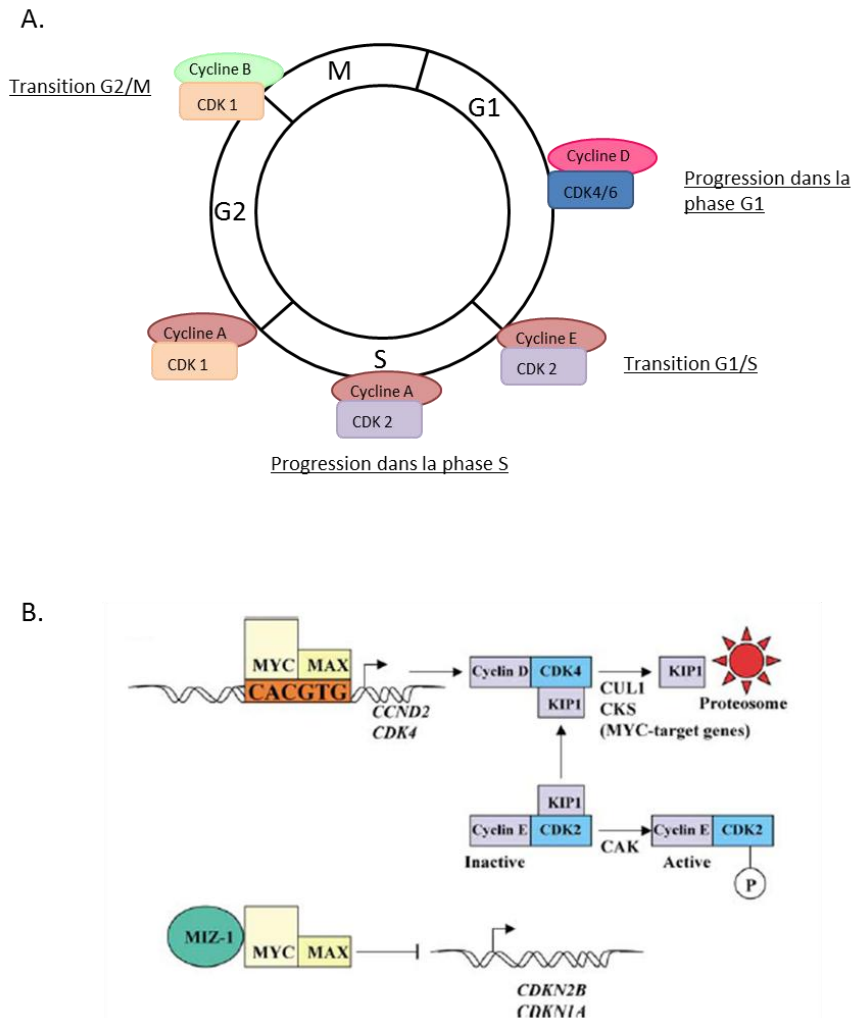 A.
Cycline B
CDK 1
Transition G2/M
M
G1
Cycline D
CDK4/6
Progression dans la
phase G1
G2
Cycline A
CDK 1
S
Cycline A
CDK 2
Cycline E
CDK 2
Transition G1/S
Progression dans la phase S
B.
MYC MAX
CACGTG
CCND2
CDK4
Cyclin D CDK4
KIP1
CUL1
CKS
(MYC-target genes)
KIP1
Proteosome
KIP1
Cyclin E CDK2
Inactive
CAK
Cyclin E CDK2
Active
P
MIZ-1
MYC MAX
CDKN2B
CDKN1A